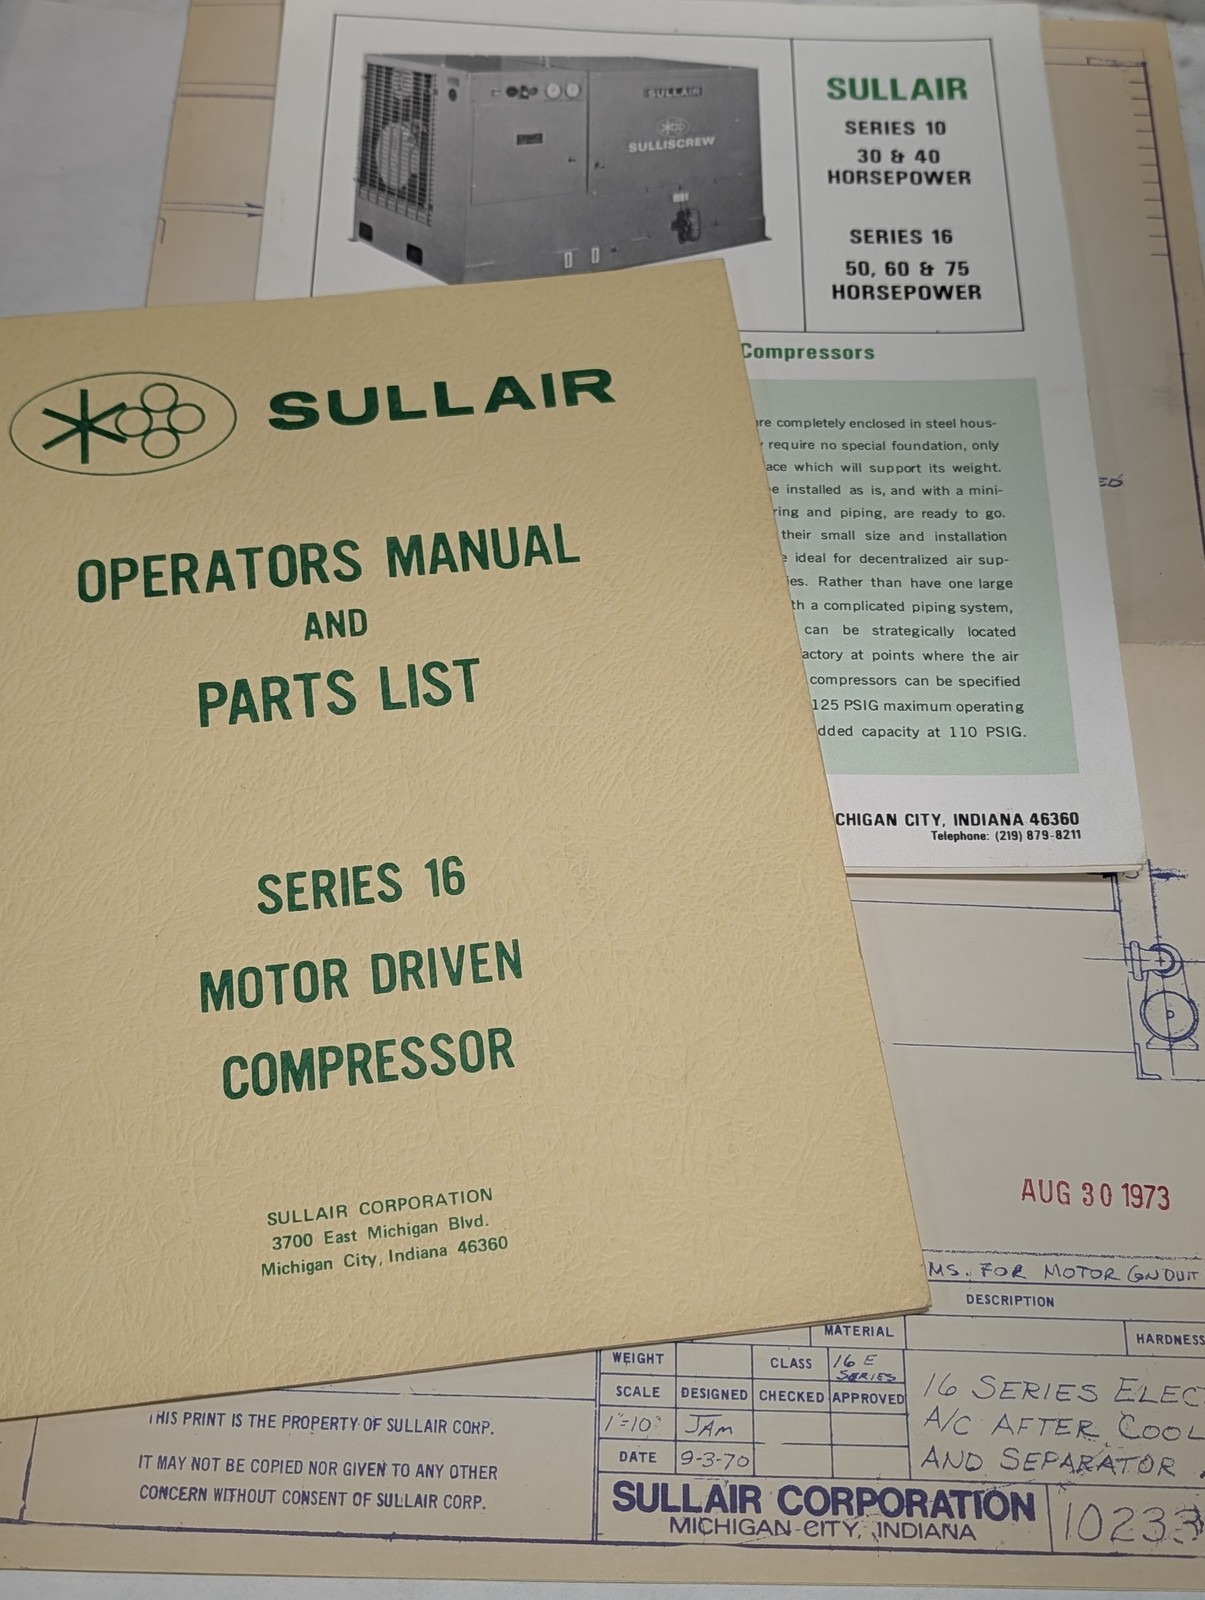 SULLAIR
SULLISCREW
SULLAIR
SERIES 10
30 & 40
HORSEPOWER
SERIES 16
50, 60 & 75
HORSEPOWER
Compressors
re completely enclosed in steel hous-
require no special foundation, only
ace which will support its weight.
e installed as is, and with a mini-
ring and piping, are ready to go.
their small size and installation
e ideal for decentralized air sup-
ies. Rather than have one large
th a complicated piping system,
can be strategically located
actory at points where the air
compressors can be specified
125 PSIG maximum operating
dded capacity at 110 PSIG.
CHIGAN CITY, INDIANA 46360
Telephone: (219) 879-8211
SULLAIR
OPERATORS MANUAL
AND
PARTS LIST
SERIES 16
MOTOR DRIVEN
COMPRESSOR
SULLAIR CORPORATION
3700 East Michigan Blvd.
Michigan City, Indiana 46360
ED
AUG 30 1973
MS. FOR MOTOR CONDUIT
DESCRIPTION
MATERIAL
HARDNESS
WEIGHT
CLASS
16 E
SERIES
SCALE
DESIGNED
CHECKED
APPROVED
1"=10"
JAM
DATE
9-3-70
16 SERIES ELEC
A/C AFTER COOL
AND SEPARATOR
SULLAIR CORPORATION
MICHIGAN CITY, INDIANA
10233
THIS PRINT IS THE PROPERTY OF SULLAIR CORP.
IT MAY NOT BE COPIED NOR GIVEN TO ANY OTHER
CONCERN WITHOUT CONSENT OF SULLAIR CORP.